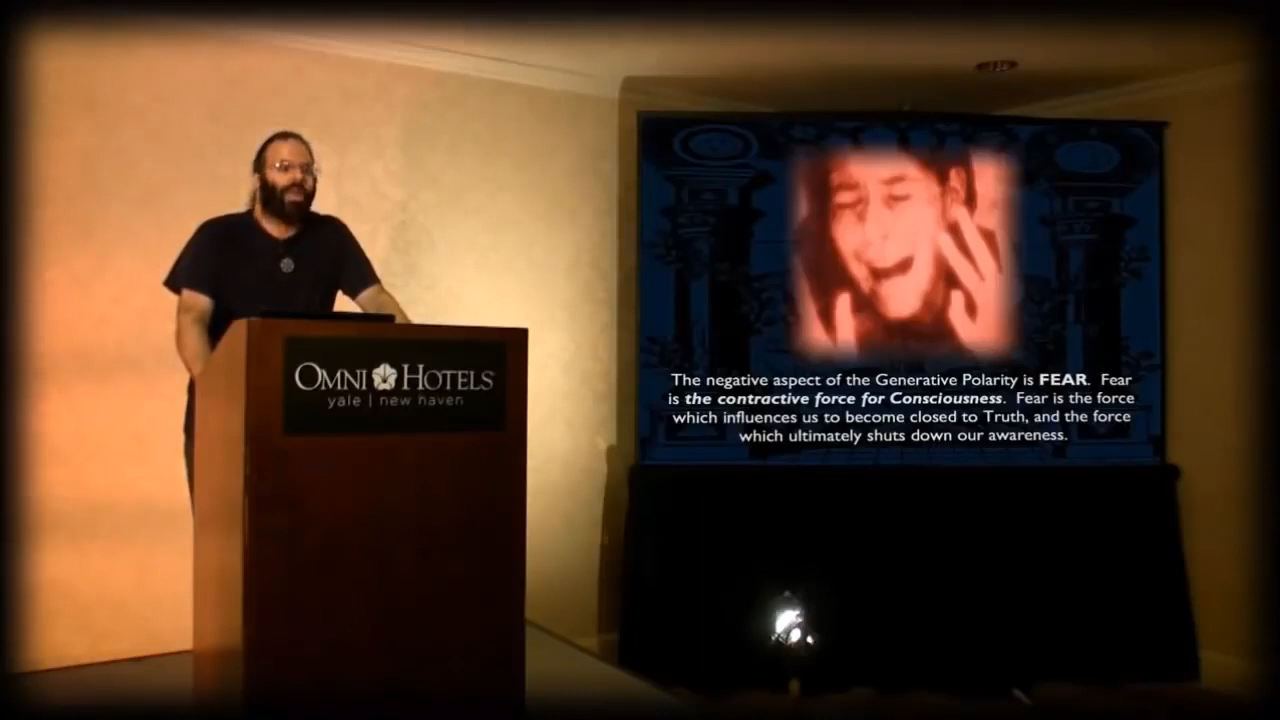 OMNI HOTELS
yale | new haven
The negative aspect of the Generative Polarity is FEAR. Fear
is the contractive force for Consciousness. Fear is the force
which influences us to become closed to Truth, and the force
which ultimately shuts down our awareness.